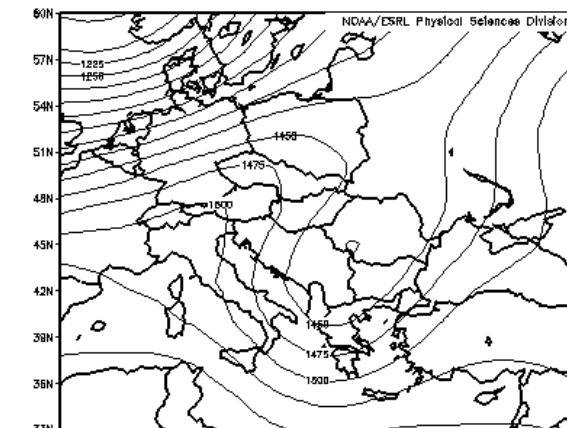 60N
NOAA/ESRL Physical Sciences Division
57N
1225
1250
54N
1450
51N
1475
48N
1500
45N
42N
1450
39N
1475
36N
1500
33N